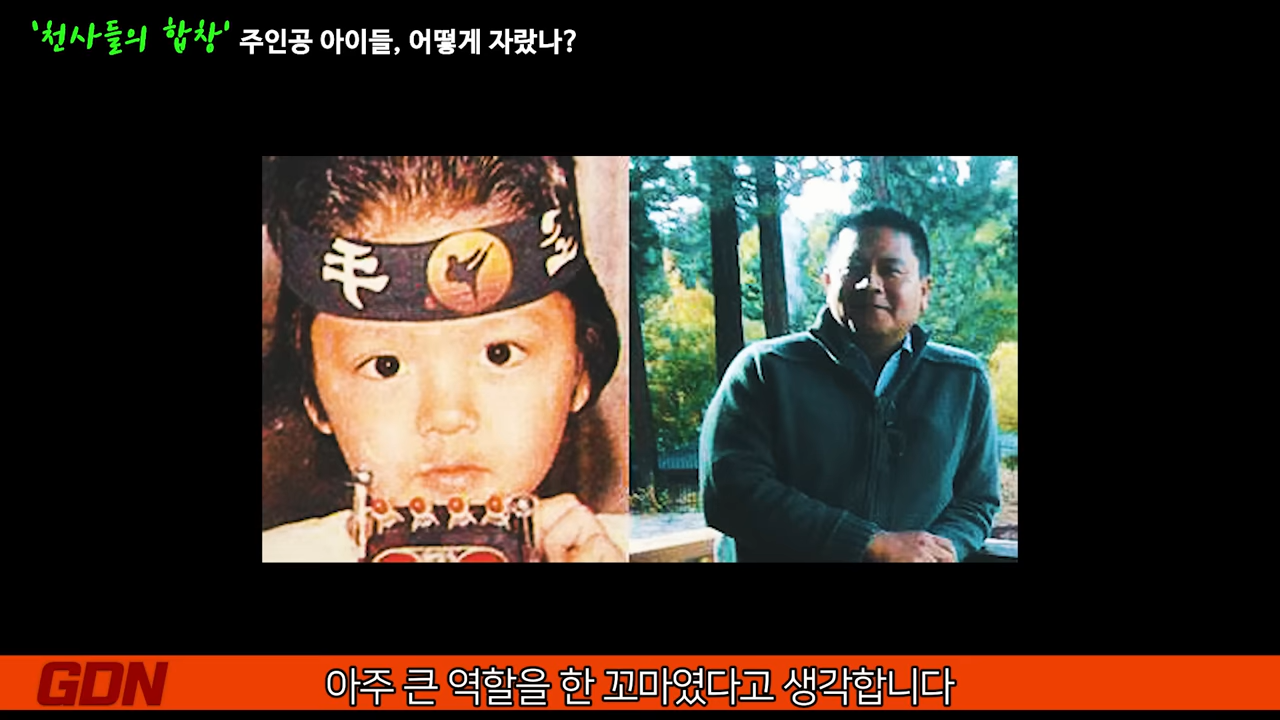 '천사들의 합창' 주인공 아이들, 어떻게 자랐나?
GDN 아주 큰 역할을 한 꼬마였다고 생각합니다